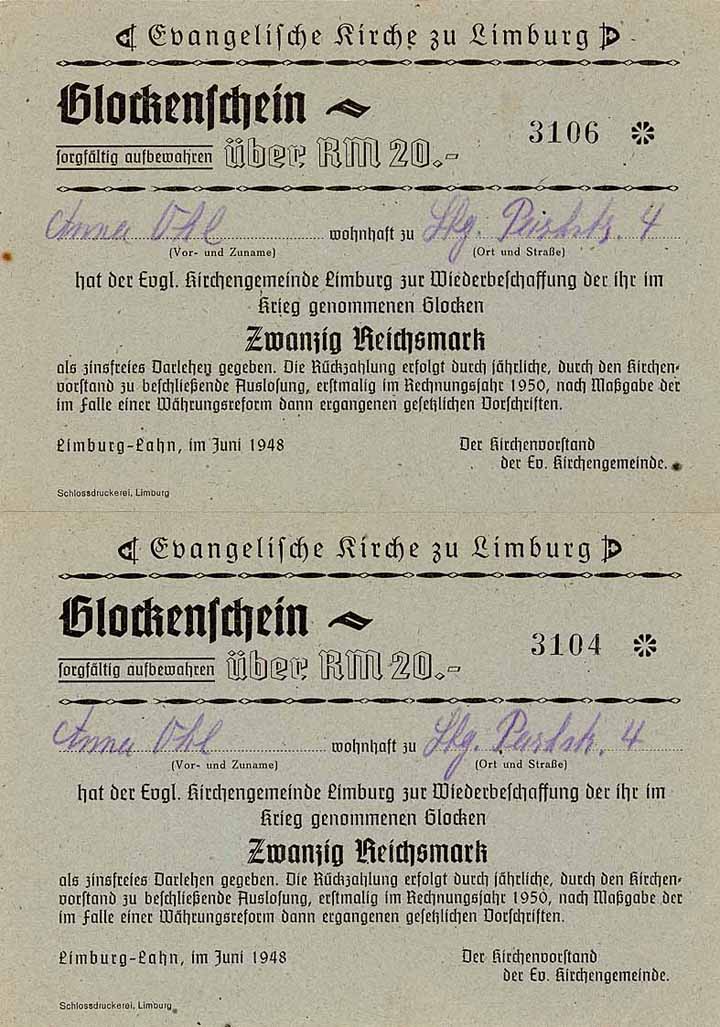 Evangelische Kirche zu Limburg
Glockenschein
3106
sorgfältig aufbewahren über RM 20.-
Anna Ohl wohnhaft zu Lbg. Parkstr. 4
(Vor- und Zuname) (Ort und Straße)
hat der Evgl. Kirchengemeinde Limburg zur Wiederbeschaffung der ihr im
Krieg genommenen Glocken
Zwanzig Reichsmark
als zinsfreies Darlehen gegeben. Die Rückzahlung erfolgt durch jährliche, durch den Kirchen-
vorstand zu beschließende Auslosung, erstmalig im Rechnungsjahr 1950, nach Maßgabe der
im Falle einer Währungsreform dann ergangenen gesetzlichen Vorschriften.
Limburg-Lahn, im Juni 1948 Der Kirchenvorstand
der Ev. Kirchengemeinde.
Schlossdruckerei, Limburg
Evangelische Kirche zu Limburg
Glockenschein
3104
sorgfältig aufbewahren über RM 20.-
Anna Ohl wohnhaft zu Lbg. Parkstr. 4
(Vor- und Zuname) (Ort und Straße)
hat der Evgl. Kirchengemeinde Limburg zur Wiederbeschaffung der ihr im
Krieg genommenen Glocken
Zwanzig Reichsmark
als zinsfreies Darlehen gegeben. Die Rückzahlung erfolgt durch jährliche, durch den Kirchen-
vorstand zu beschließende Auslosung, erstmalig im Rechnungsjahr 1950, nach Maßgabe der
im Falle einer Währungsreform dann ergangenen gesetzlichen Vorschriften.
Limburg-Lahn, im Juni 1948 Der Kirchenvorstand
der Ev. Kirchengemeinde.
Schlossdruckerei, Limburg